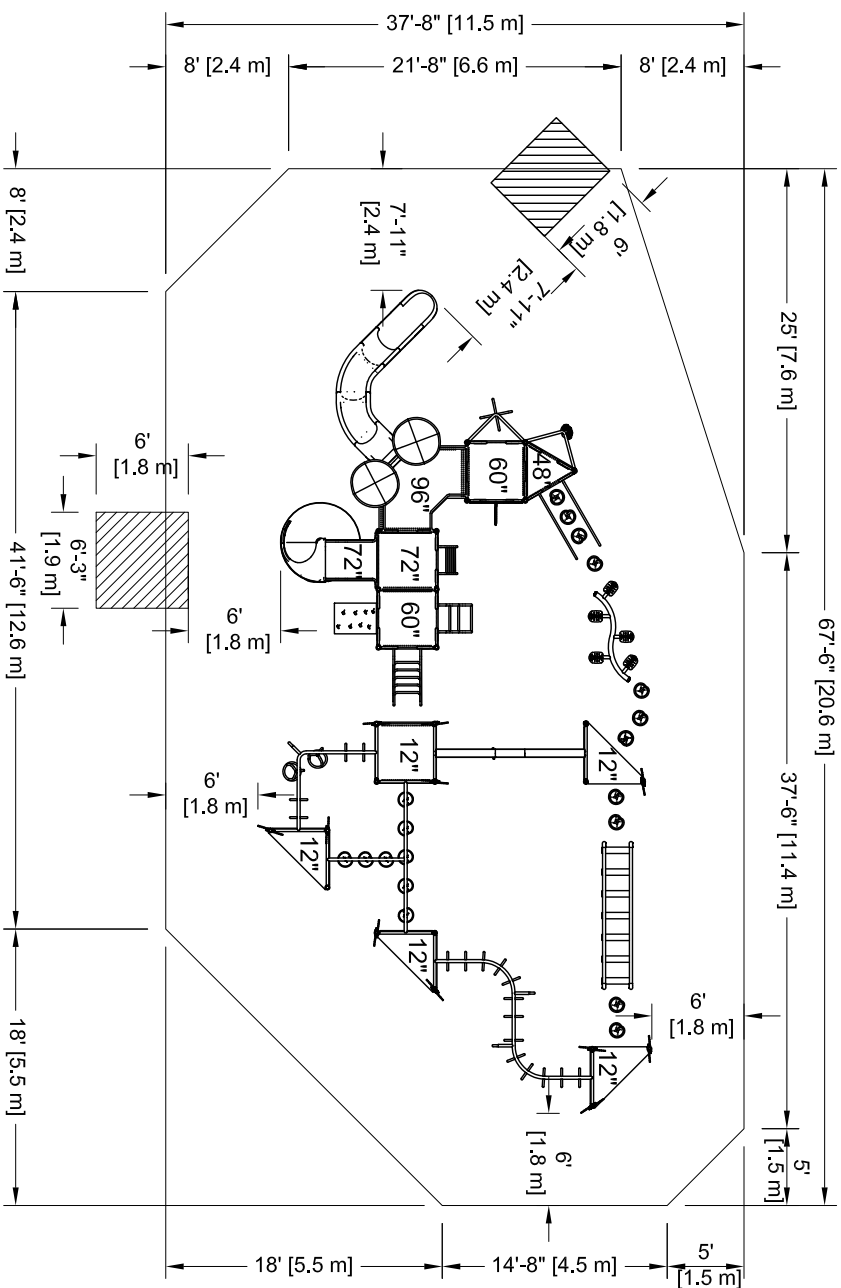 37'-8" [11.5 m]
8' [2.4 m]
21'-8" [6.6 m]
8' [2.4 m]
8' [2.4 m]
7'-11"
[2.4 m]
6'
[1.8 m]
7'-11"
[2.4 m]
25' [7.6 m]
67'-6" [20.6 m]
6'
[1.8 m]
6'-3"
[1.9 m]
41'-6" [12.6 m]
6'
[1.8 m]
96"
60"
48"
72"
72"
60"
37'-6" [11.4 m]
12"
12"
6'
[1.8 m]
12"
12"
6'
[1.8 m]
12"
18' [5.5 m]
6'
[1.8 m]
5'
[1.5 m]
18' [5.5 m]
14'-8" [4.5 m]
5'
[1.5 m]